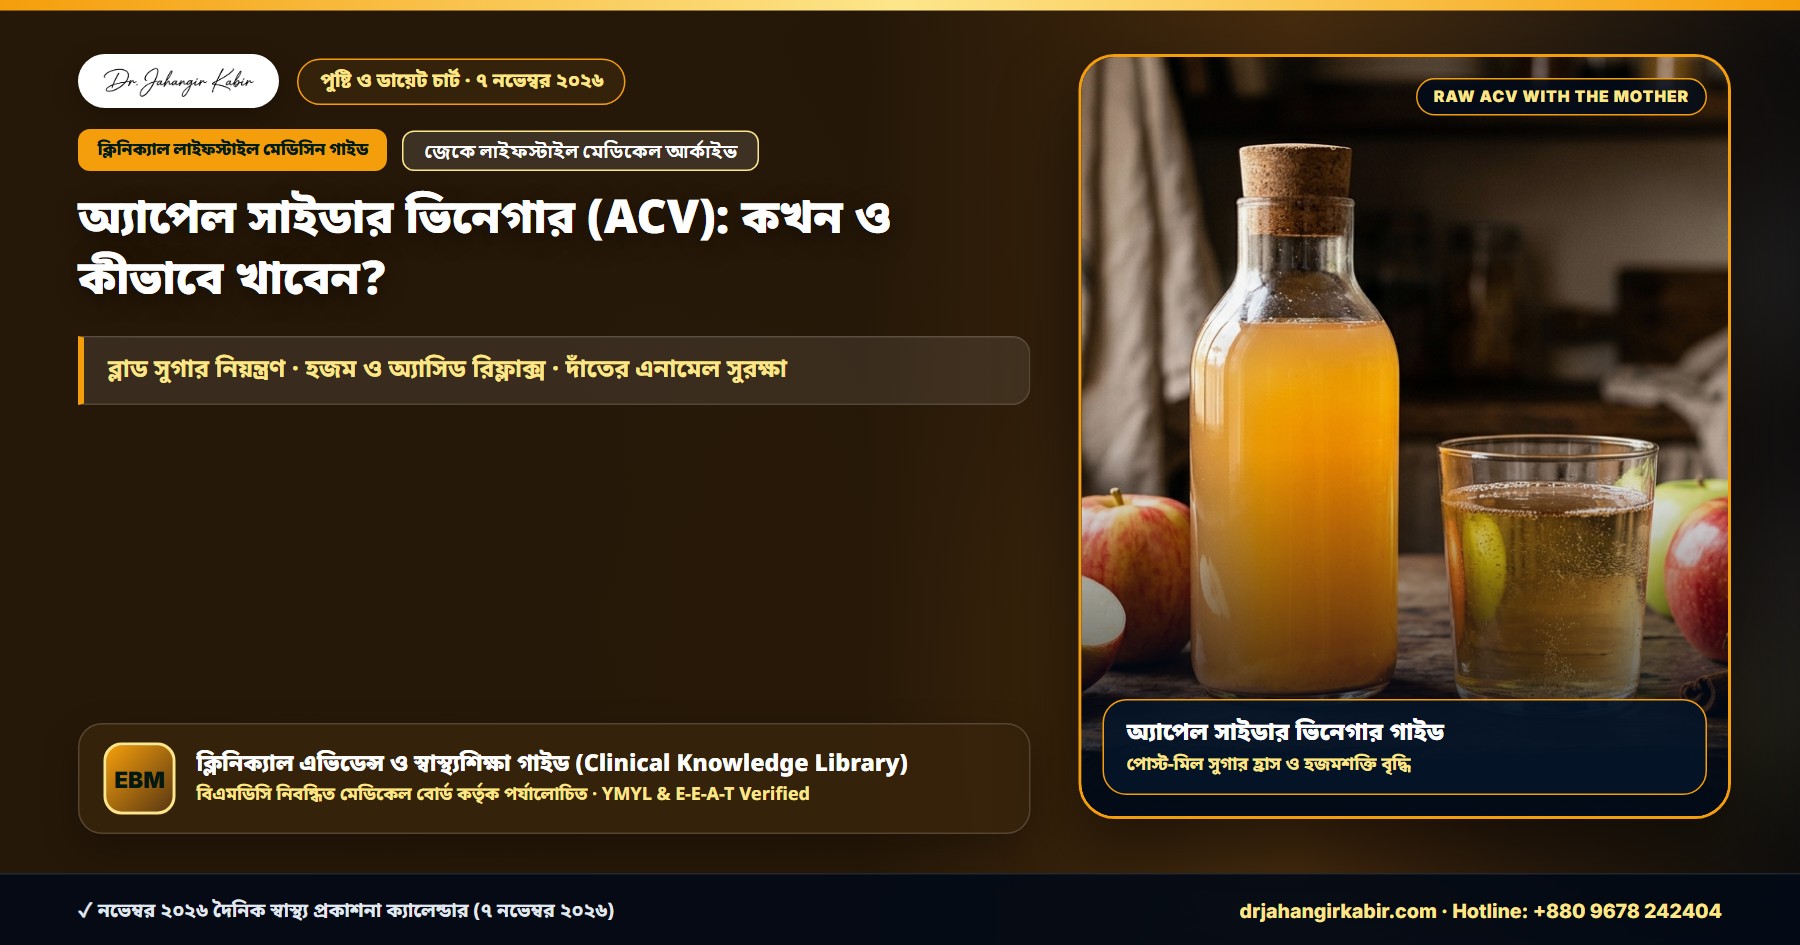 Dr. Jahangir Kabir
পুষ্টি ও ডায়েট চার্ট · ৭ নভেম্বর ২০২৬
ক্লিনিক্যাল লাইফস্টাইল মেডিসিন গাইড
জেকে লাইফস্টাইল মেডিকেল আর্কাইভ
অ্যাপেল সাইডার ভিনেগার (ACV): কখন ও
কীভাবে খাবেন?
ব্লাড সুগার নিয়ন্ত্রণ · হজম ও অ্যাসিড রিফ্লাক্স · দাঁতের এনামেল সুরক্ষা
EBM
ক্লিনিক্যাল এভিডেন্স ও স্বাস্থ্যশিক্ষা গাইড (Clinical Knowledge Library)
বিএমডিসি নিবন্ধিত মেডিকেল বোর্ড কর্তৃক পর্যালোচিত · YMYL & E-E-A-T Verified
RAW ACV WITH THE MOTHER
অ্যাপেল সাইডার ভিনেগার গাইড
পোস্ট-মিল সুগার হ্রাস ও হজমশক্তি বৃদ্ধি
✓ নভেম্বর ২০২৬ দৈনিক স্বাস্থ্য প্রকাশনা ক্যালেন্ডার (৭ নভেম্বর ২০২৬)
drjahangirkabir.com · Hotline: +880 9678 242404